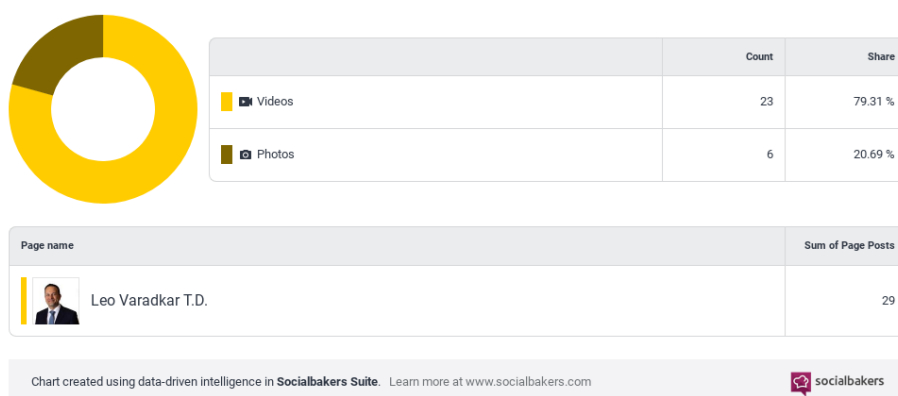 Count Share
Videos 23 79.31 %
Photos 6 20.69 %
Page name Sum of Page Posts
Leo Varadkar T.D. 29
Chart created using data-driven intelligence in Socialbakers Suite. Learn more at www.socialbakers.com socialbakers